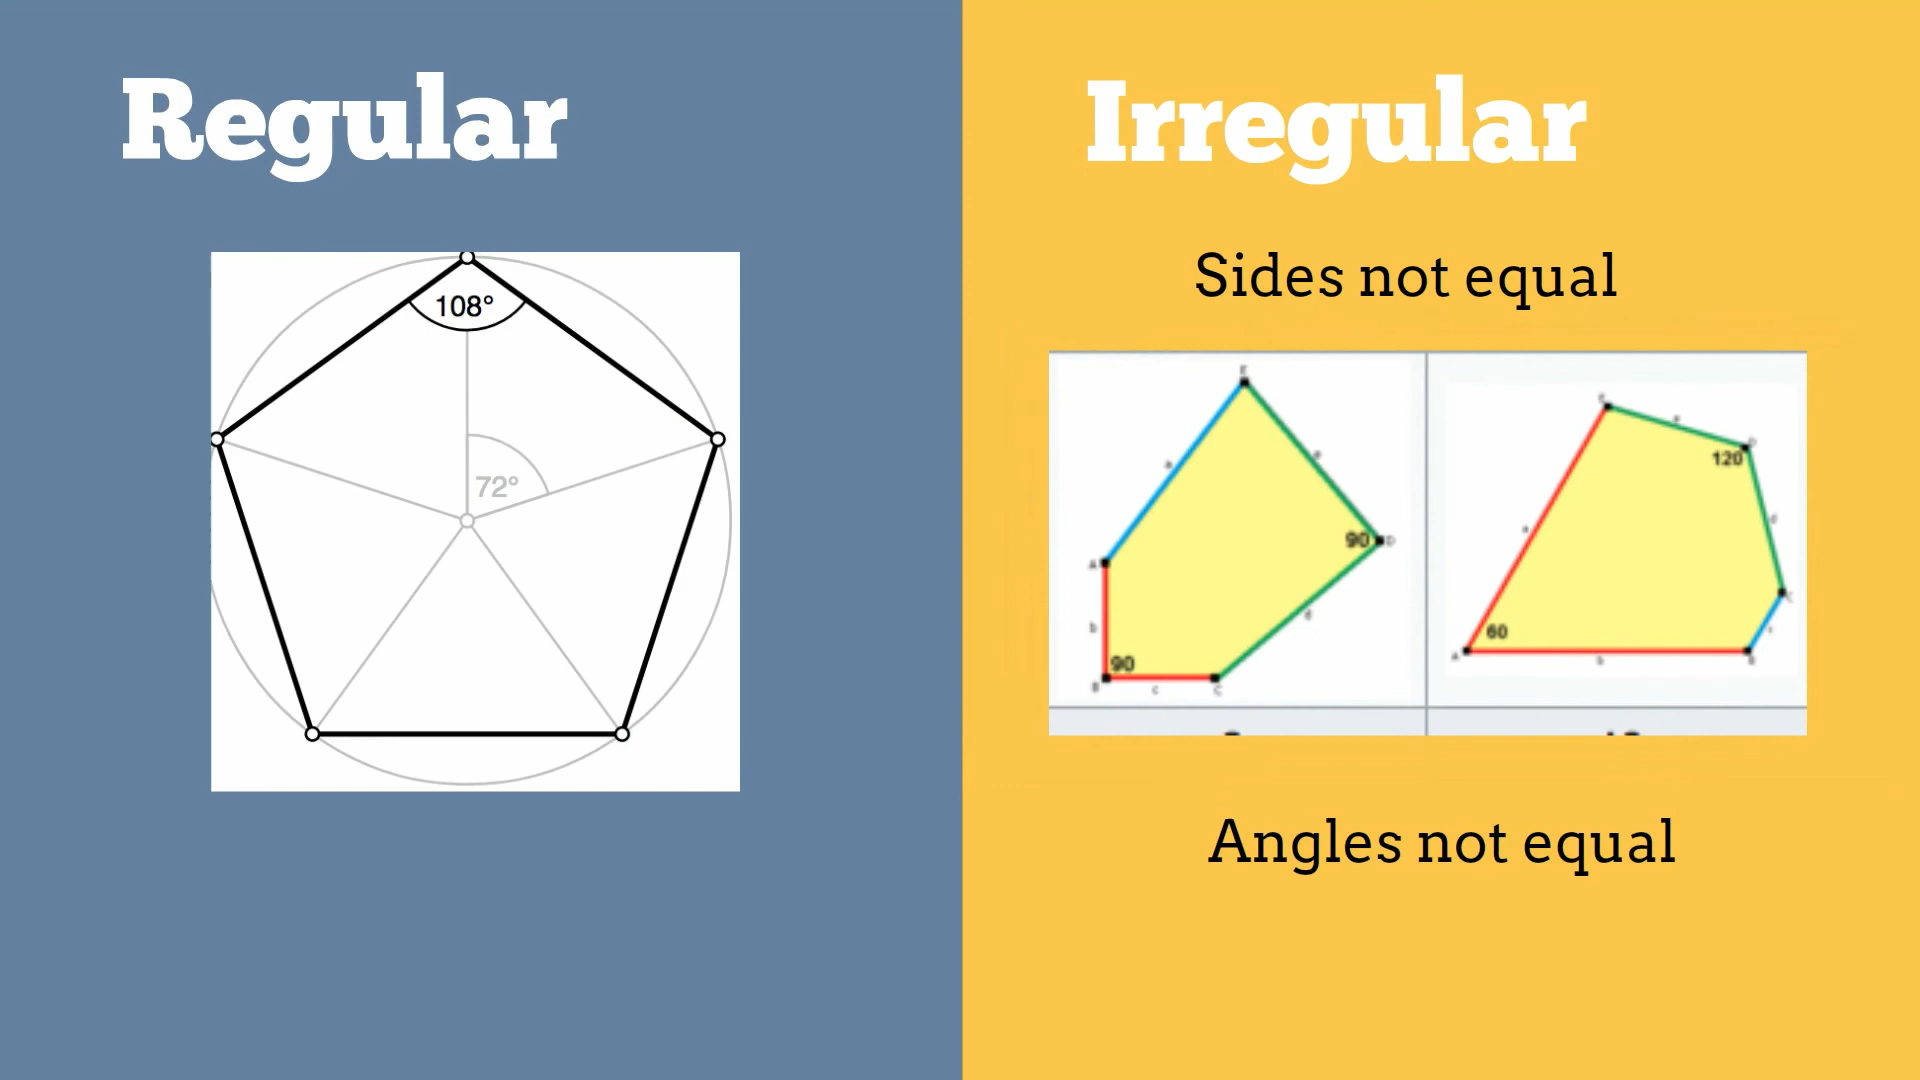 Regular
108°
72°
Irregular
Sides not equal
E
a
e
90
D
A
b
d
90
B
c
C
120
D
d
60
A
b
B
Angles not equal